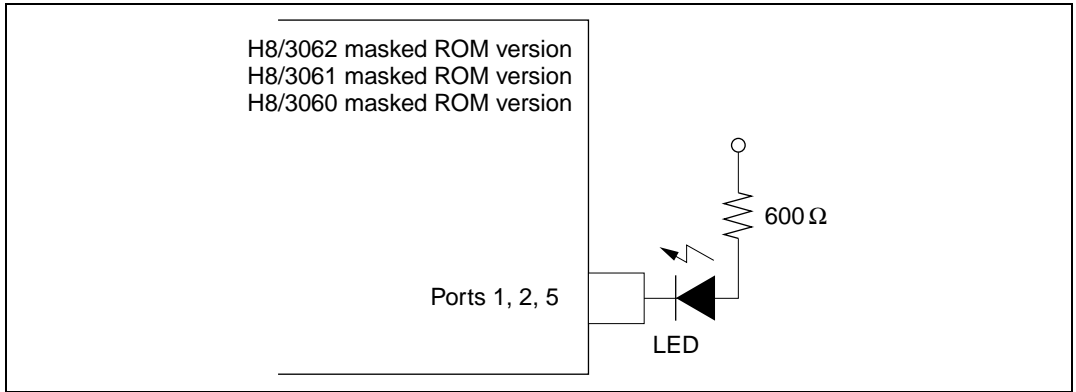 H8/3062 masked ROM version
H8/3061 masked ROM version
H8/3060 masked ROM version
600 Ω
Ports 1, 2, 5
LED